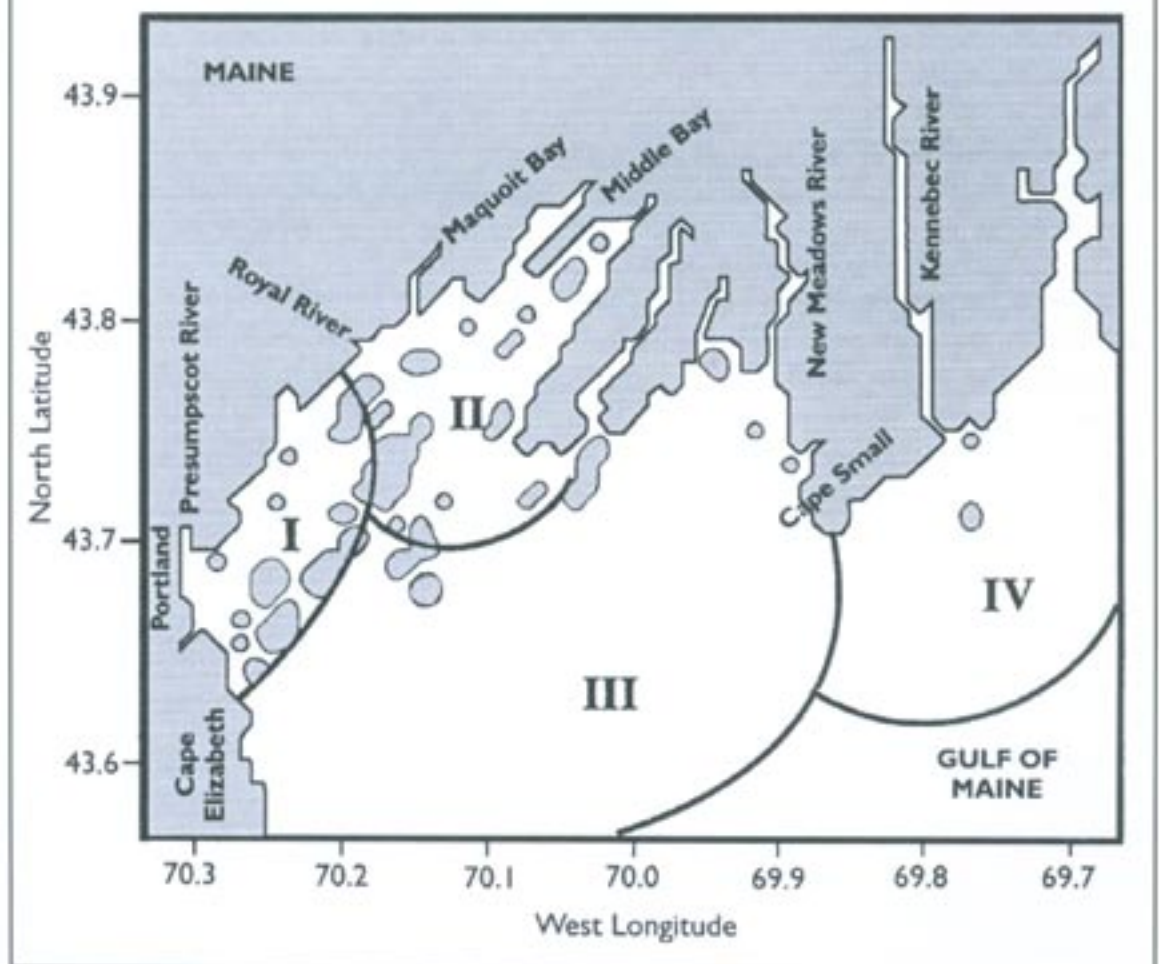 MAINE
43.9
43.8
43.7
43.6
North Latitude
Royal River
Maquoit Bay
Middle Bay
New Meadows River
Kennebec River
Presumpscot River
Portland
Cape
Elizabeth
Cape Small
I
II
III
IV
GULF OF
MAINE
70.3
70.2
70.1
70.0
69.9
69.8
69.7
West Longitude